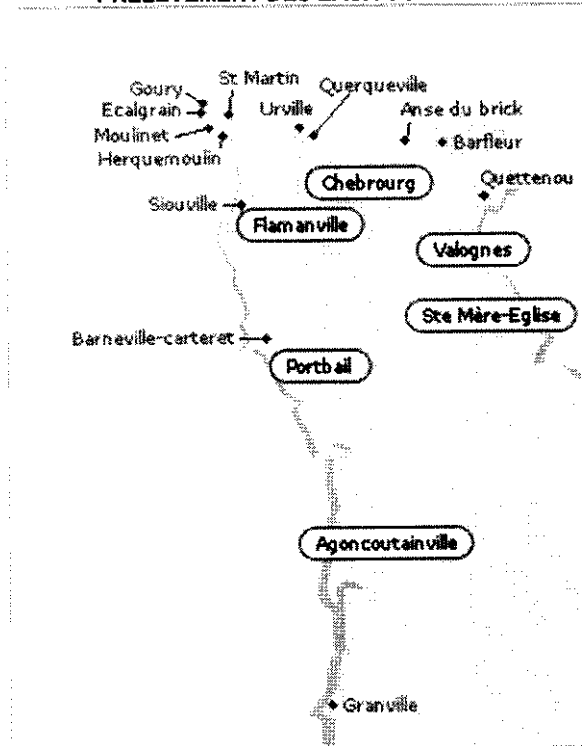 St Martin
Querqueville
Goury
Ecalgrain
Urville
Anse du brick
Moulinet
Barfleur
Herquemoulin
Chebourg
Quettenou
Siouville
Flamanville
Valognes
Ste Mère-Eglise
Barneville-carteret
Portbail
Agoncoutainville
Granville